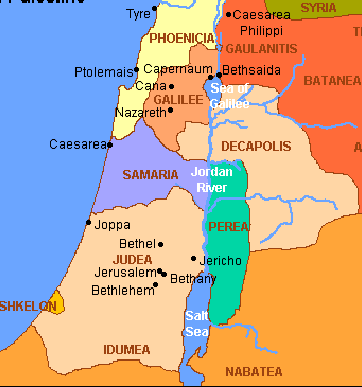 Tyre
Caesarea
Philippi
SYRIA
PHOENICIA
GAULANITIS
Ptolemais
Capernaum
Bethsaida
BATANEA
Cana
Sea of
Galilee
GALILEE
Nazareth
Caesarea
DECAPOLIS
SAMARIA
Jordan
River
Joppa
PEREA
Bethel
JUDEA
Jericho
Jerusalem
Bethany
Bethlehem
SHKELON
Salt
Sea
IDUMEA
NABATEA